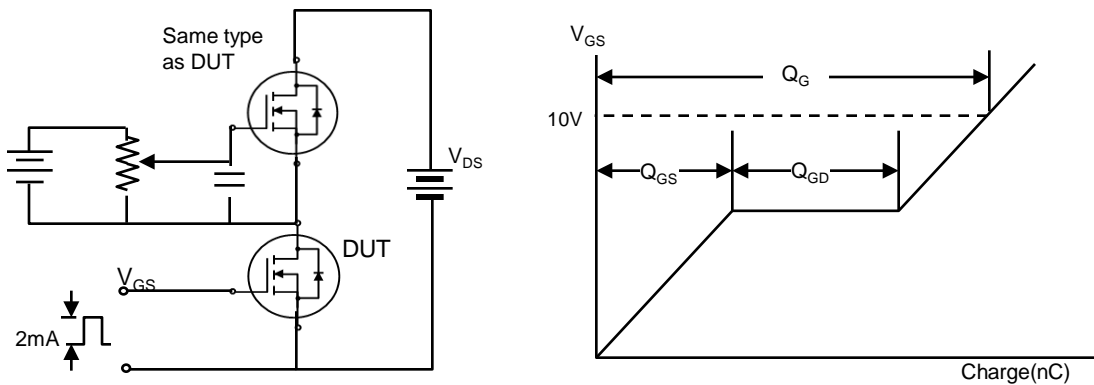 Same type
as DUT
V_DS
DUT
V_GS
2mA
V_GS
Q_G
10V
Q_GS
Q_GD
Charge(nC)